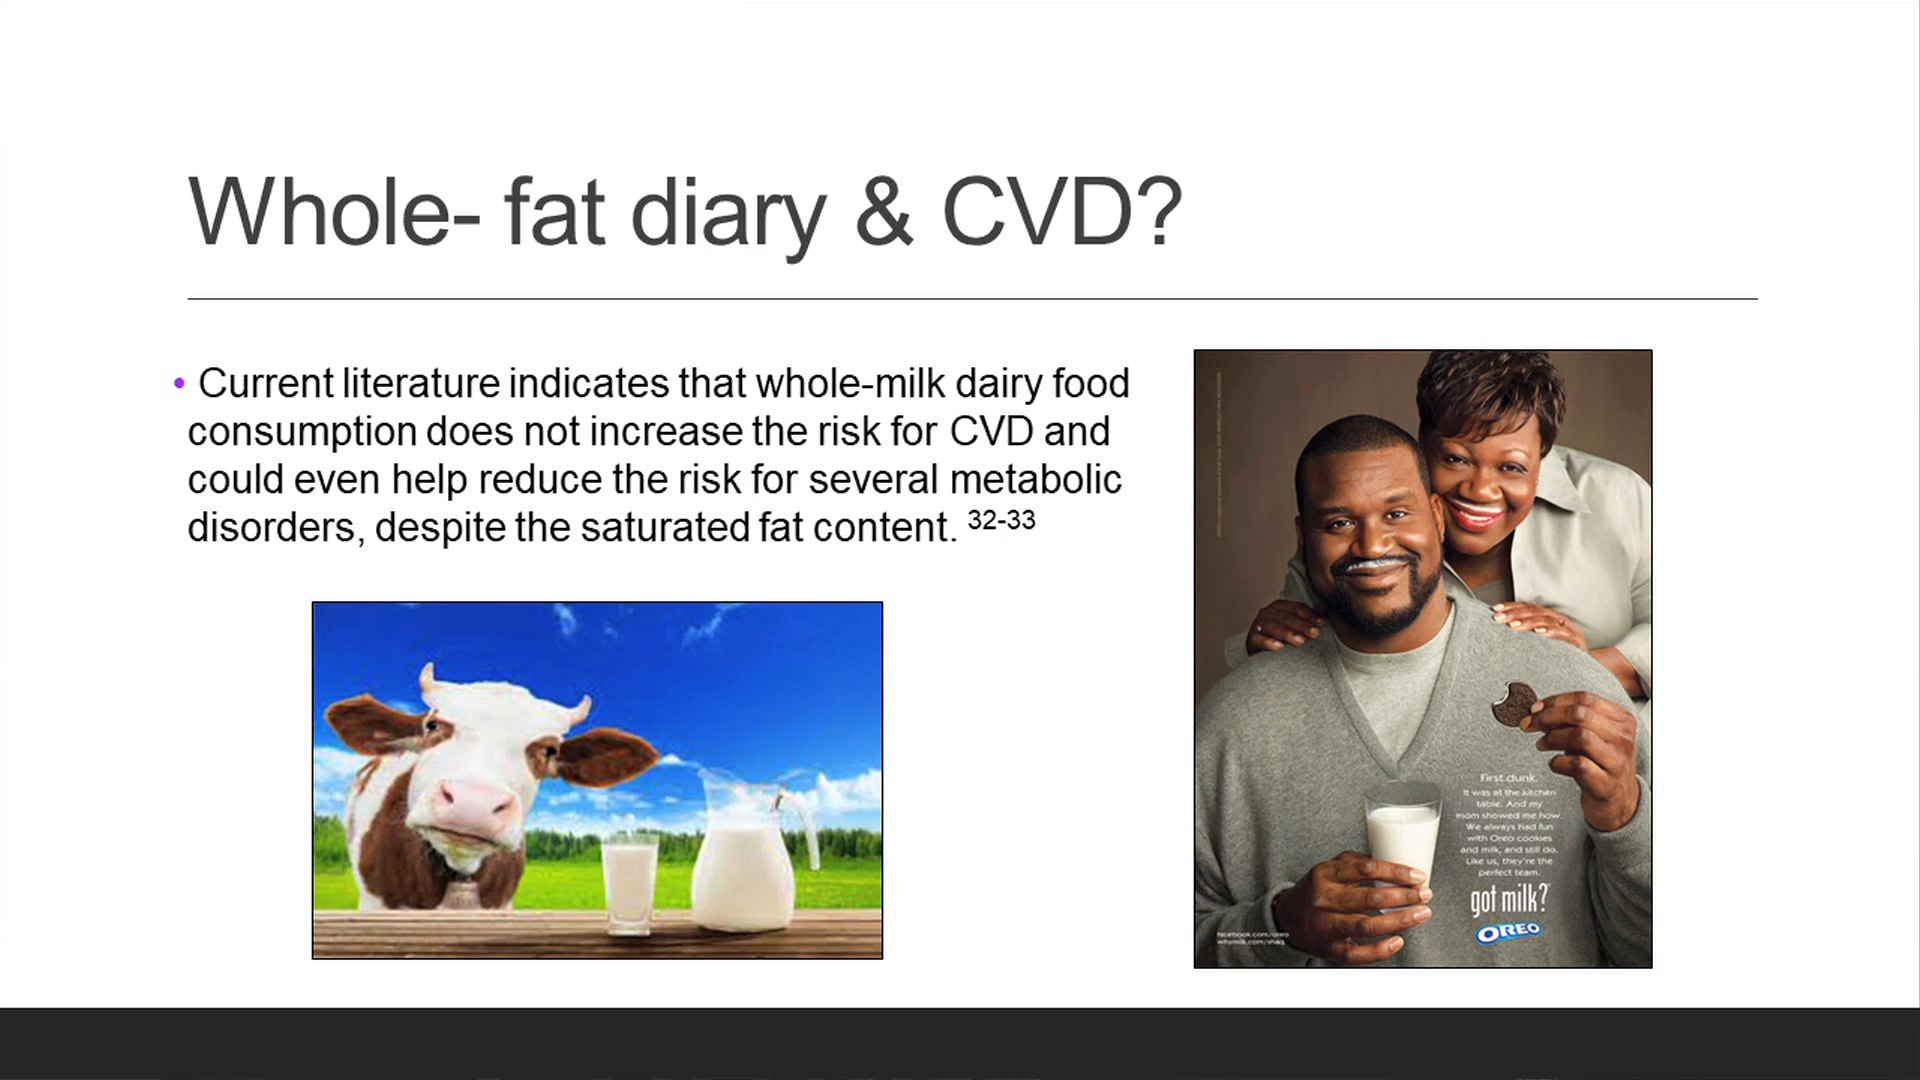 Whole- fat diary & CVD?
• Current literature indicates that whole-milk dairy food
consumption does not increase the risk for CVD and
could even help reduce the risk for several metabolic
disorders, despite the saturated fat content. 32-33
First dunk.
It was at the kitchen
table. And my
mom showed me how.
We always had fun
with Oreo cookies
and milk, and still do.
Like us, they're the
perfect team.
got milk?
OREO
facebook.com/oreo
whymilk.com/shaq